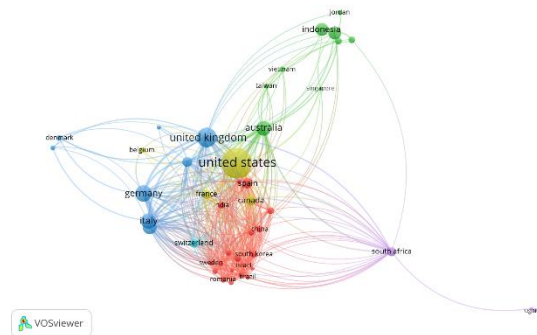 jordan
indonesia
vietnam
taiwan
singapore
australia
denmark
united kingdom
belgium
united states
spain
germany
france
canada
india
italy
china
switzerland
south korea
south africa
sweden
israel
romania
brazil
VOSviewer